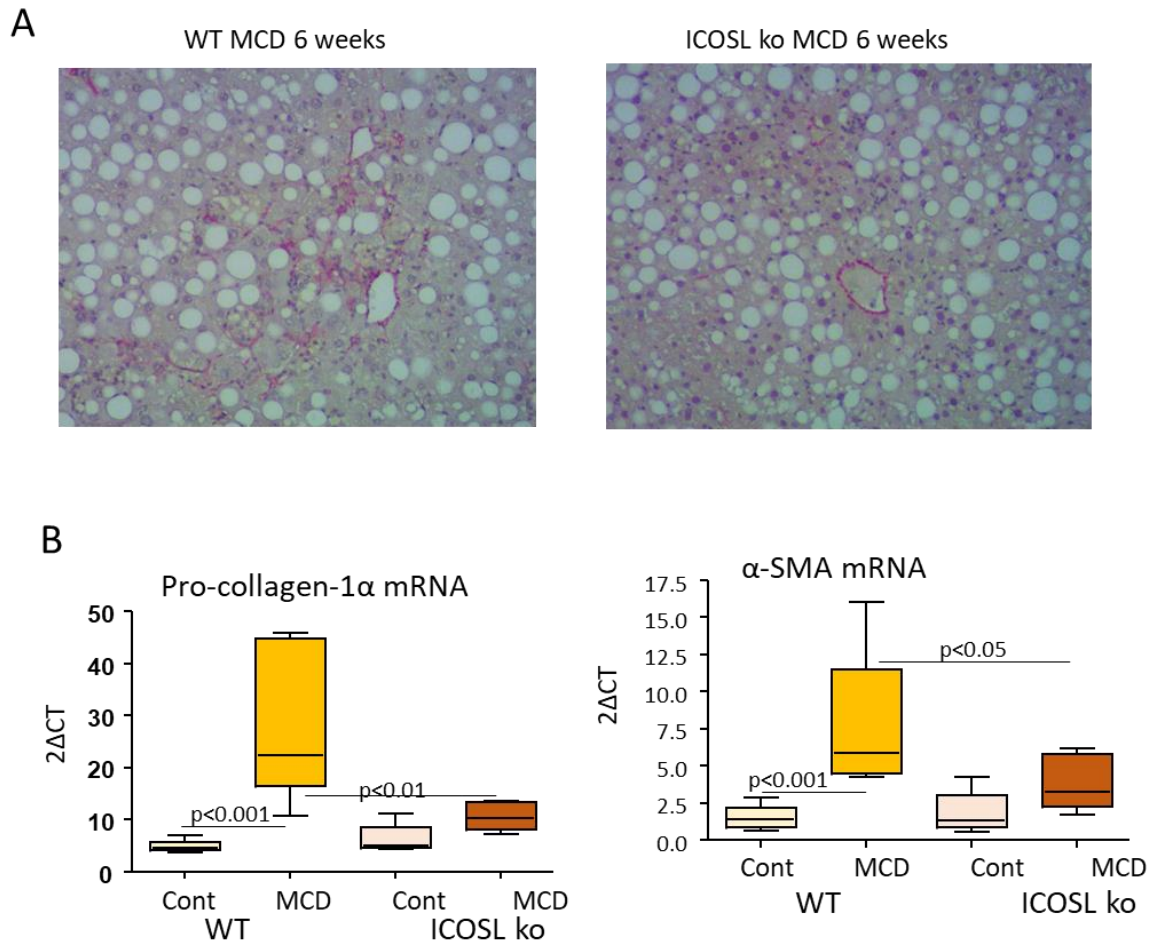 A
WT MCD 6 weeks
ICOSL ko MCD 6 weeks
B
Pro-collagen-1α mRNA
50
40
30
20
10
0
2ΔCT
p<0.001
p<0.01
Cont
MCD
Cont
MCD
WT
ICOSL ko
α-SMA mRNA
17.5
15.0
12.5
10.0
7.5
5.0
2.5
0.0
2ΔCT
p<0.001
p<0.05
Cont
MCD
Cont
MCD
WT
ICOSL ko